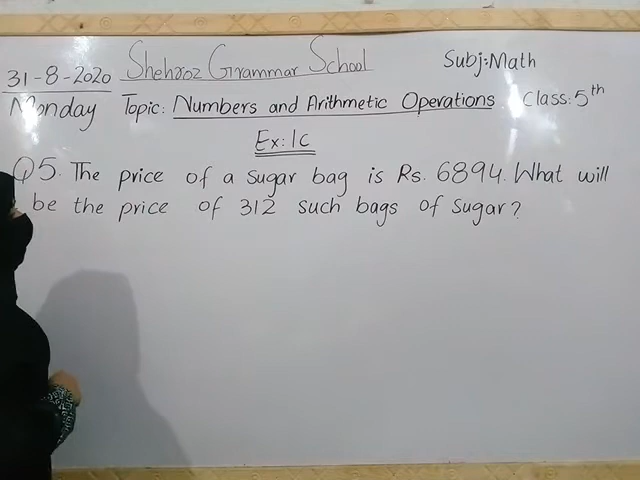 31-8-2020 Shehroz Grammar School Subj:Math
Monday Topic: Numbers and Arithmetic Operations Class:5th
Ex:1c
Q5. The price of a sugar bag is Rs. 6894. What will
be the price of 312 such bags of sugar?